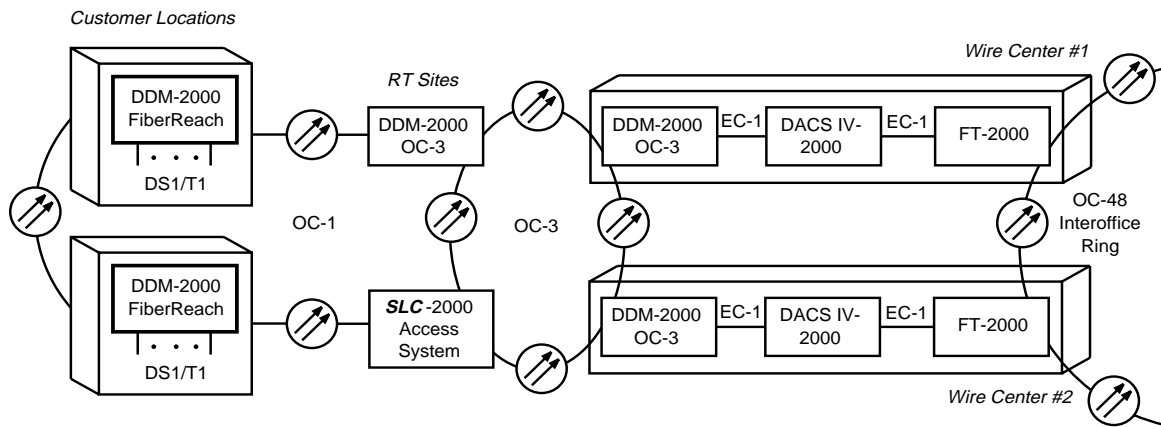 Customer Locations
DDM-2000
FiberReach
DS1/T1
OC-1
DDM-2000
FiberReach
DS1/T1
RT Sites
DDM-2000
OC-3
SLC-2000
Access
System
OC-3
Wire Center #1
DDM-2000
OC-3
EC-1
DACS IV-
2000
EC-1
FT-2000
OC-48
Interoffice
Ring
DDM-2000
OC-3
EC-1
DACS IV-
2000
EC-1
FT-2000
Wire Center #2